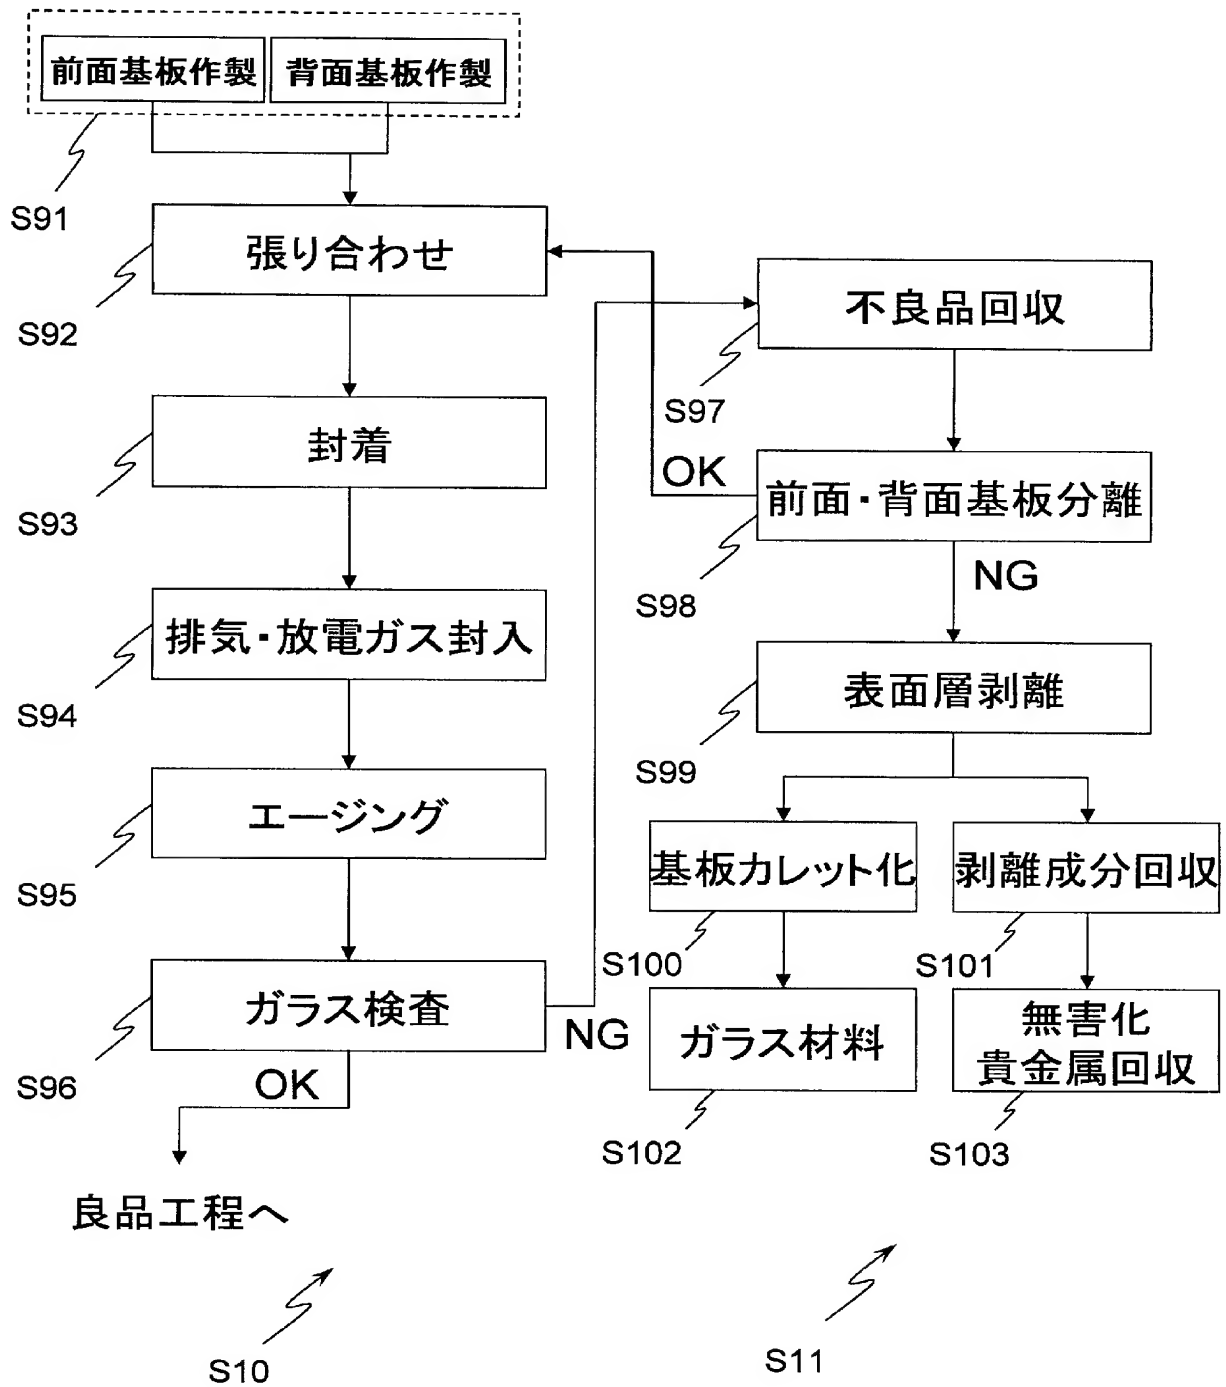 前面基板作製
背面基板作製
S91
張り合わせ
S92
封着
S93
排気・放電ガス封入
S94
エージング
S95
ガラス検査
S96
NG
OK
良品工程へ
S10
不良品回収
S97
OK
前面・背面基板分離
S98
NG
表面層剥離
S99
基板カレット化
S100
剥離成分回収
S101
ガラス材料
S102
無害化
貴金属回収
S103
S11